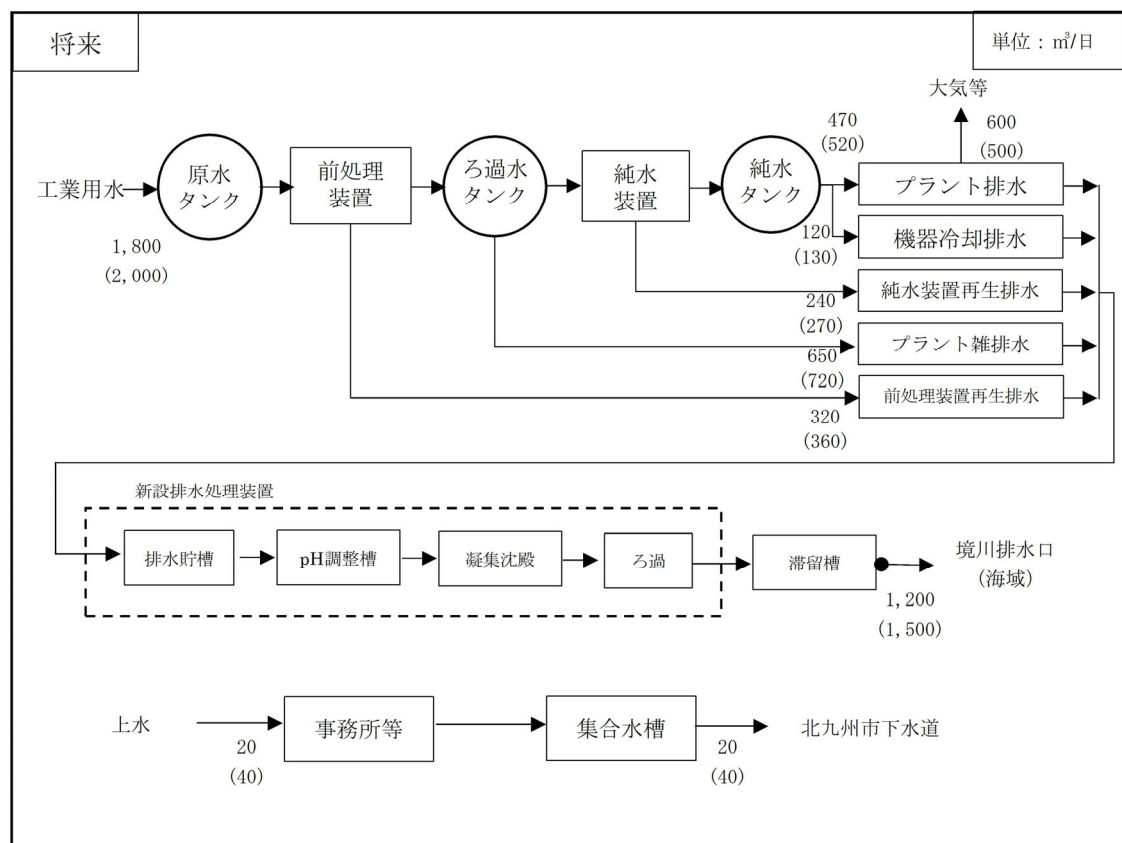 将来
単位：㎥/日
大気等
600
(500)
470
(520)
工業用水
1,800
(2,000)
原水
タンク
前処理
装置
ろ過水
タンク
純水
装置
純水
タンク
プラント排水
120
(130)
機器冷却排水
240
(270)
純水装置再生排水
650
(720)
プラント雑排水
320
(360)
前処理装置再生排水
新設排水処理装置
排水貯槽
pH調整槽
凝集沈殿
ろ過
滞留槽
境川排水口
(海域)
1,200
(1,500)
上水
20
(40)
事務所等
集合水槽
20
(40)
北九州市下水道